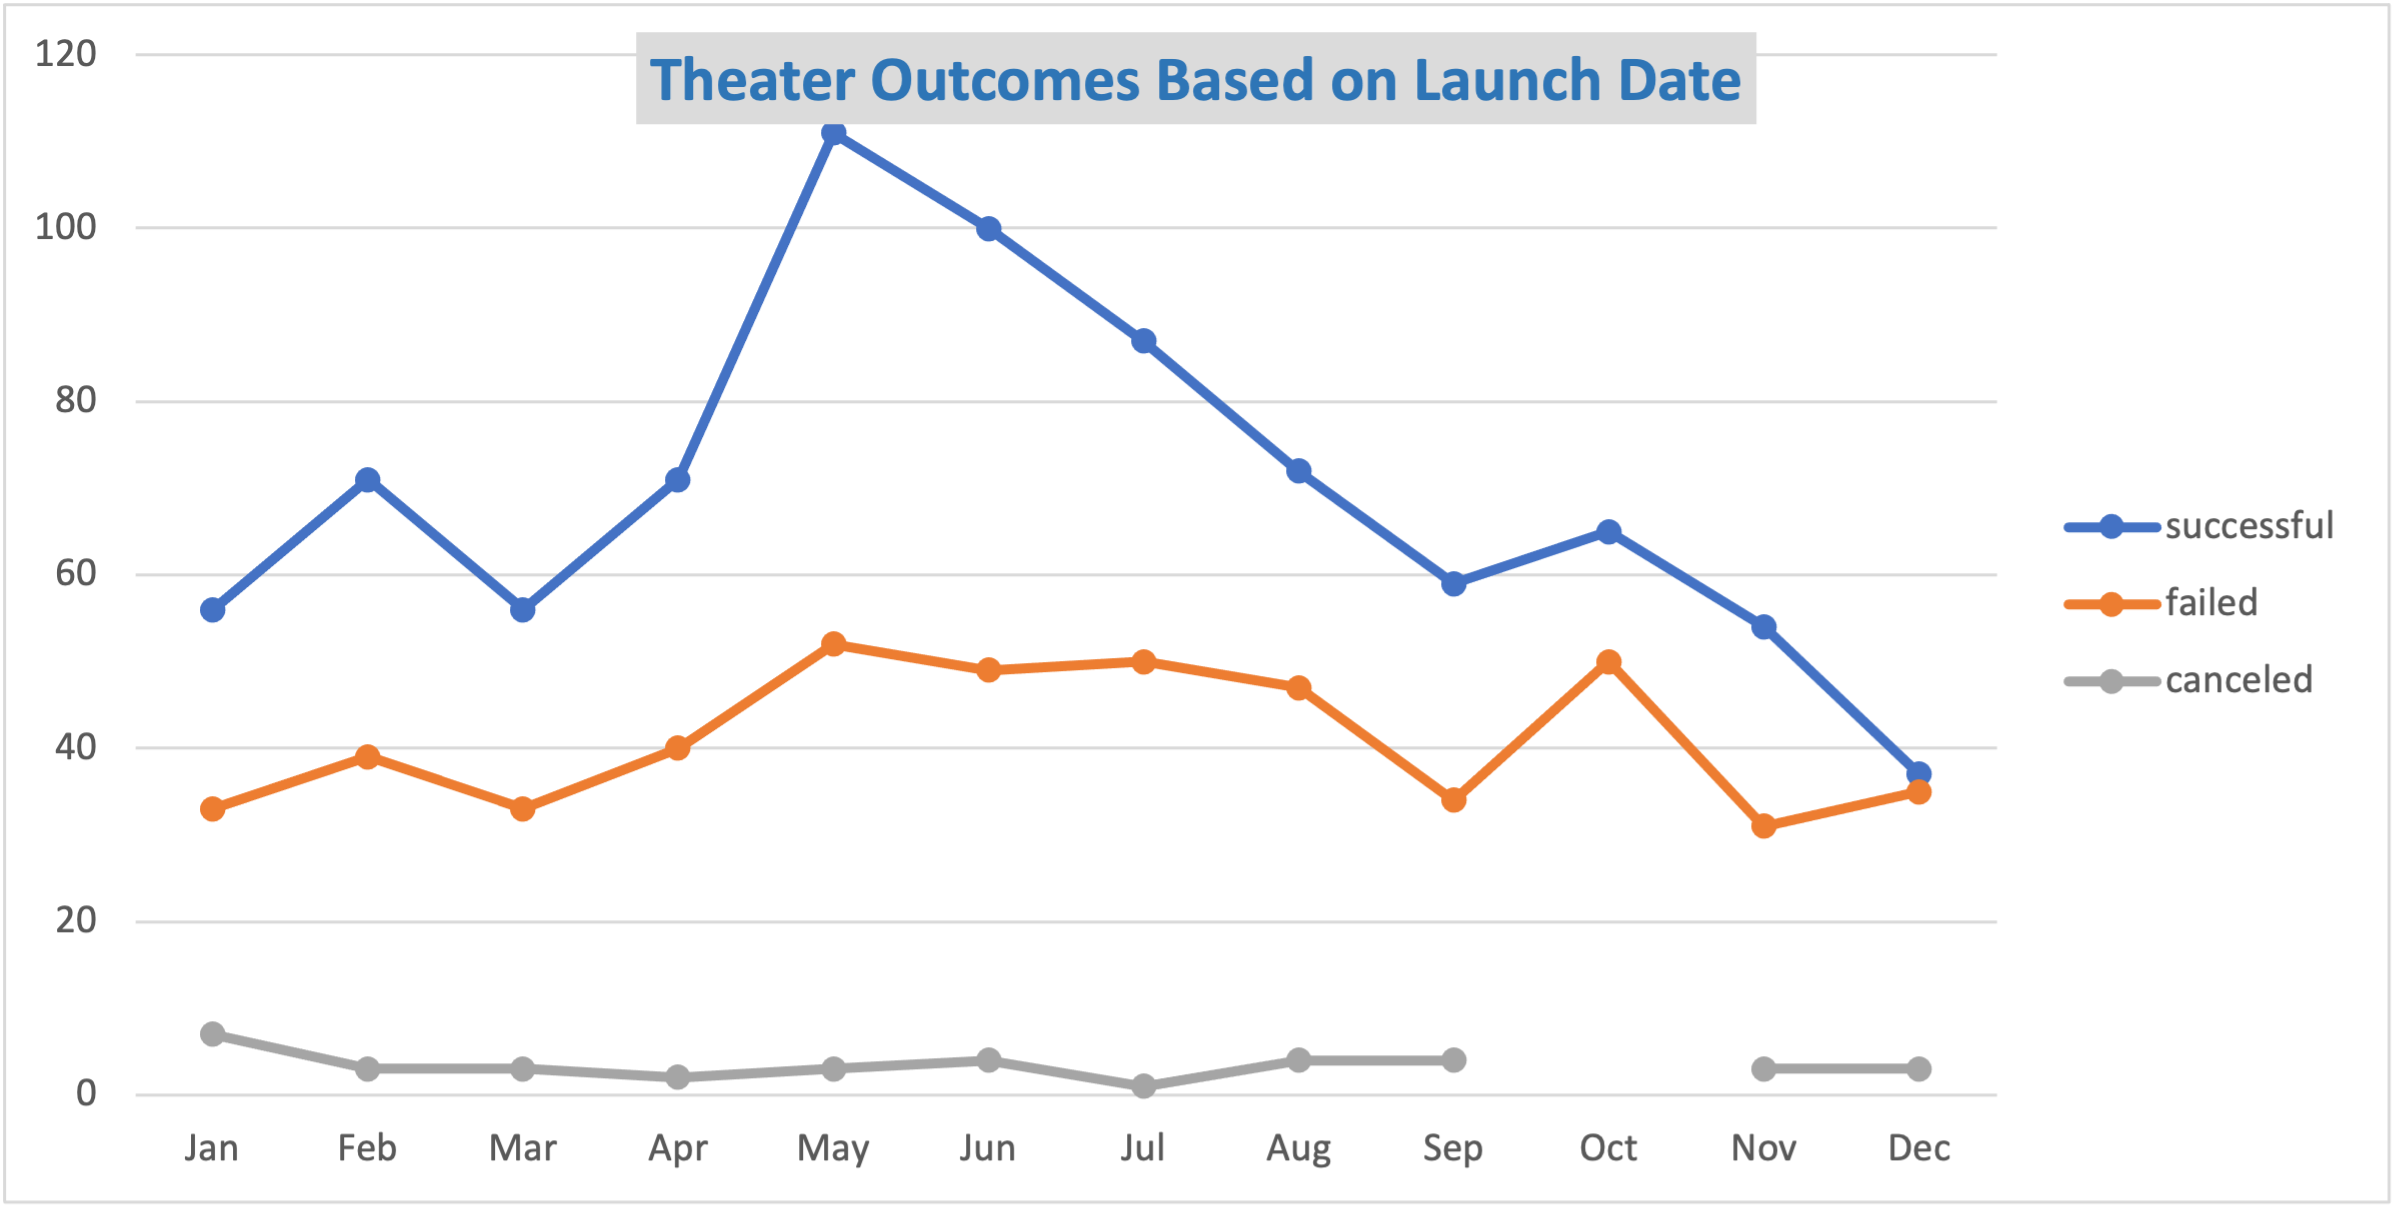 Theater Outcomes Based on Launch Date
120
100
80
60
40
20
0
Jan Feb Mar Apr May Jun Jul Aug Sep Oct Nov Dec
successful
failed
canceled